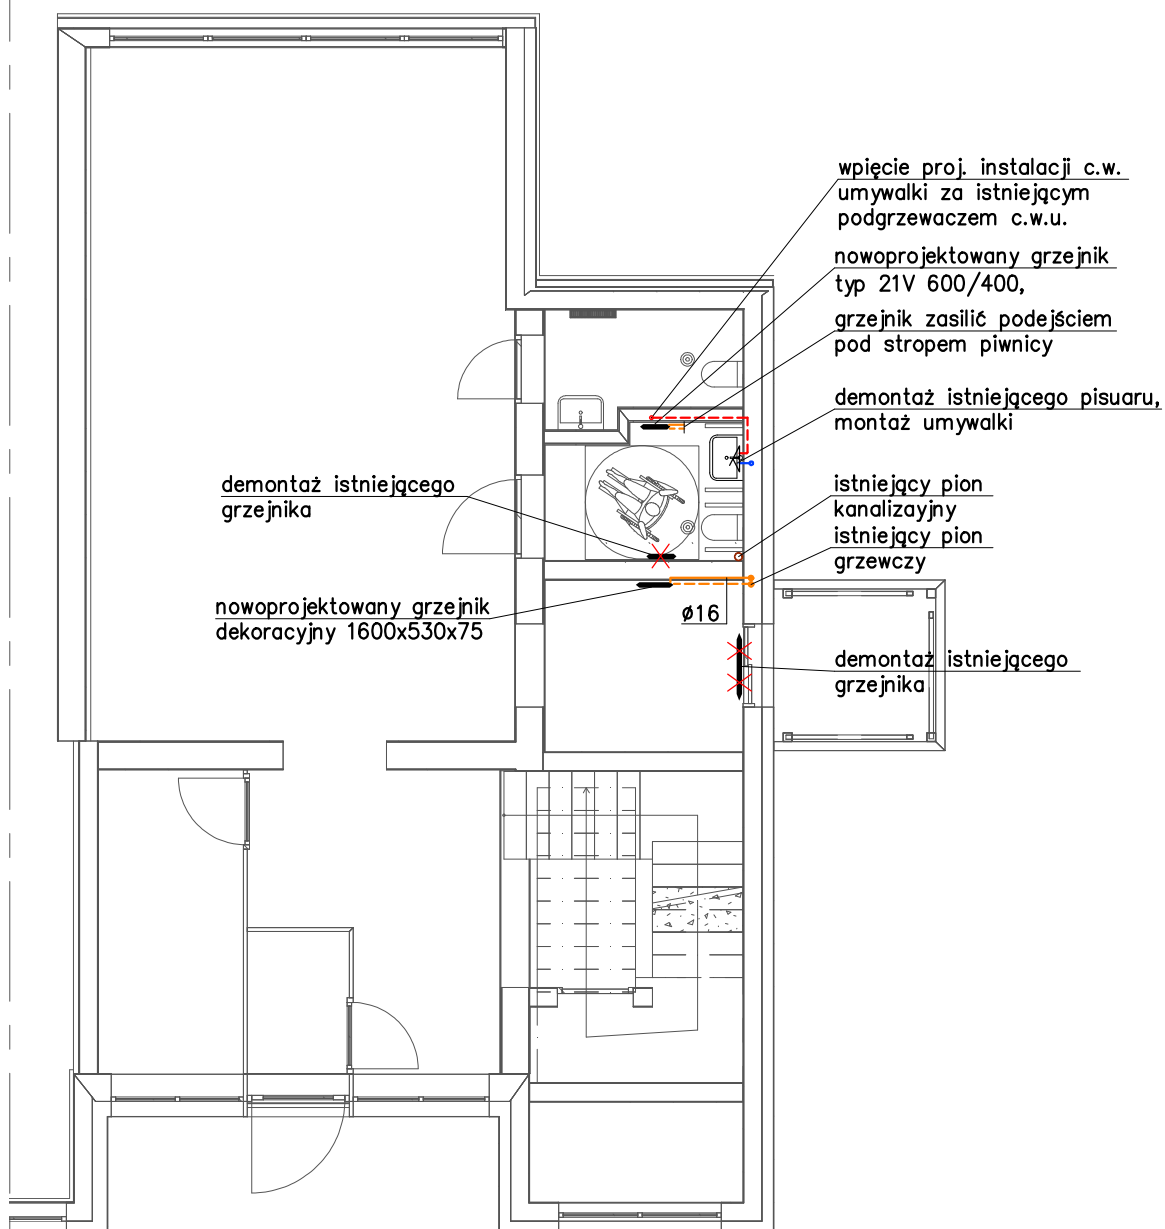 wpięcie proj. instalacji c.w.
umywalki za istniejącym
podgrzewaczem c.w.u.
nowoprojektowany grzejnik
typ 21V 600/400,
grzejnik zasilić podejściem
pod stropem piwnicy
demontaż istniejącego pisuaru,
montaż umywalki
demontaż istniejącego
grzejnika
istniejący pion
kanalizayjny
istniejący pion
grzewczy
nowoprojektowany grzejnik
dekoracyjny 1600x530x75
ø16
demontaż istniejącego
grzejnika